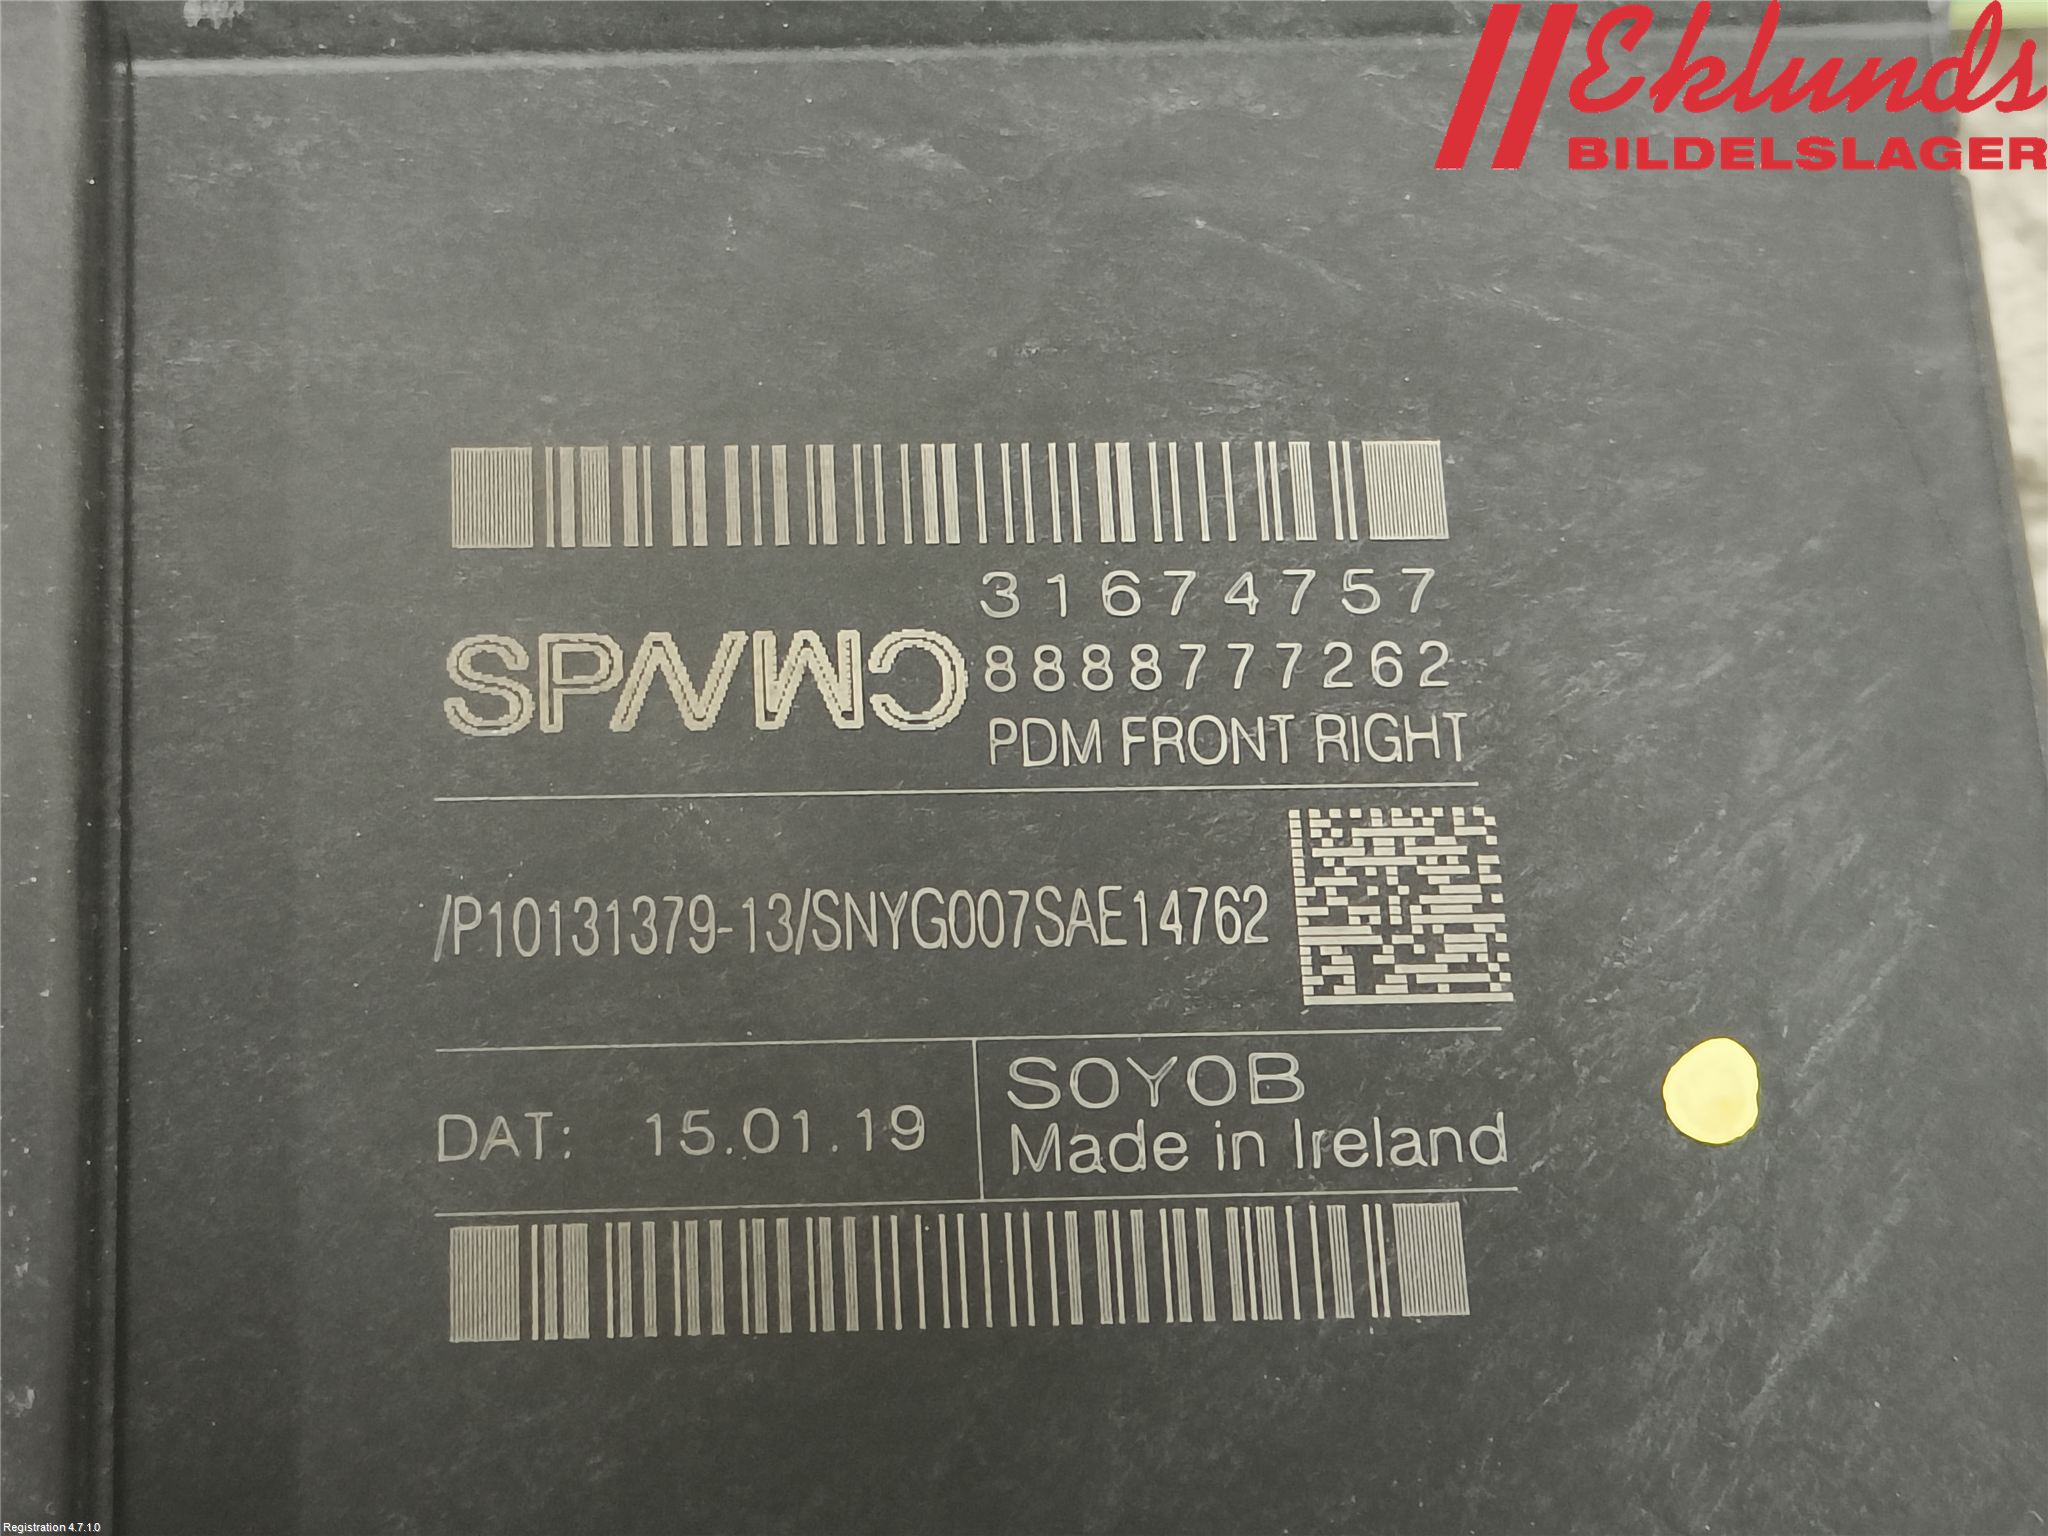 Eklunds
BILDELSLAGER
31674757
8888777262
PDM FRONT RIGHT
/P10131379-13/SNYG007SAE14762
DAT: 15.01.19
SOYOB
Made in Ireland
Registration 4.7.1.0